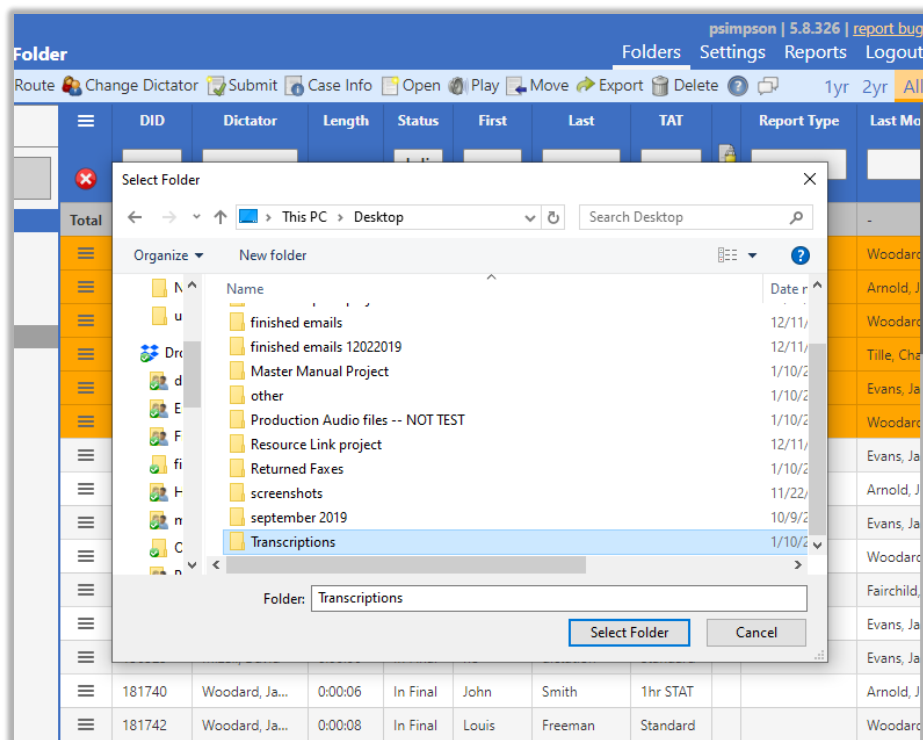 psimpson | 5.8.326 | report bug
Folder
Folders Settings Reports Logout
Route Change Dictator Submit Case Info Open Play Move Export Delete ? 1yr 2yr All
DID Dictator Length Status First Last TAT Report Type Last Mo
Select Folder
This PC > Desktop
Search Desktop
Total -
Organize New folder ?
Name Date r
finished emails 12/11/
finished emails 12022019 12/11/
Master Manual Project 1/10/2
other 1/10/2
Production Audio files -- NOT TEST 1/10/2
Resource Link project 12/11/
Returned Faxes 1/10/2
screenshots 11/22/
september 2019 10/9/2
Transcriptions 1/10/2
N
u
Dro
d
E
F
fi
H
m
Folder: Transcriptions
Select Folder Cancel
Woodard
Arnold, J
Woodard
Tille, Cha
Evans, Ja
Woodard
Evans, Ja
Arnold, J
Evans, Ja
Woodard
Fairchild,
Evans, Ja
Evans, Ja
181740 Woodard, Ja... 0:00:06 In Final John Smith 1hr STAT Arnold, J
181742 Woodard, Ja... 0:00:08 In Final Louis Freeman Standard Woodard